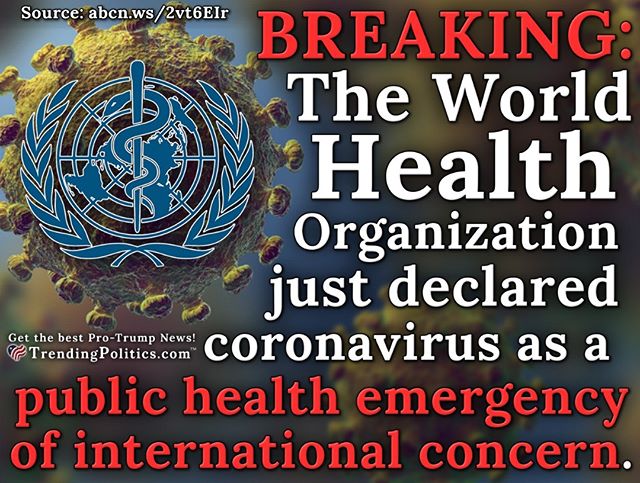 Source: abcn.ws/2vt6EIr
BREAKING:
The World
Health
Organization
just declared
Get the best Pro-Trump News!
TrendingPolitics.com™
coronavirus as a
public health emergency
of international concern.